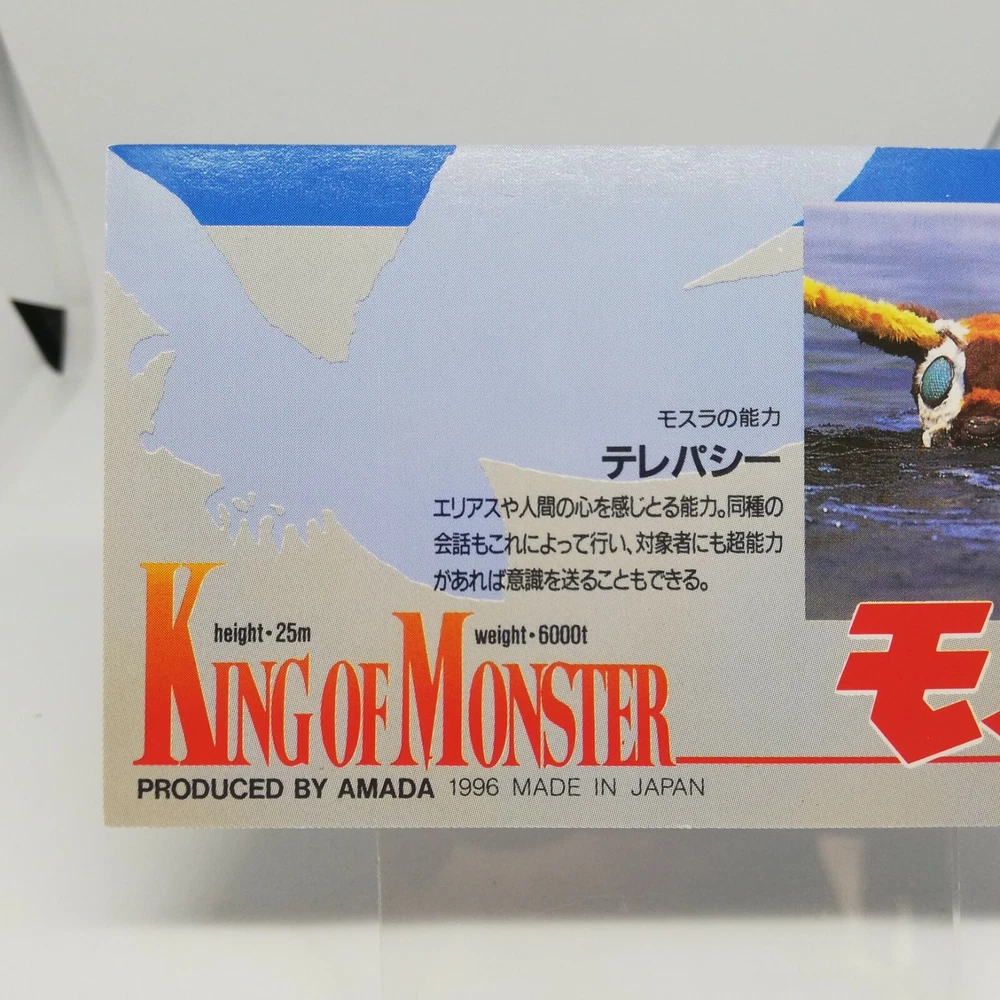 モスラの能力
テレパシー
エリアスや人間の心を感じとる能力。同種の
会話もこれによって行い、対象者にも超能力
があれば意識を送ることもできる。
height・25m
weight・6000t
KING OF MONSTER
モ
PRODUCED BY AMADA 1996 MADE IN JAPAN